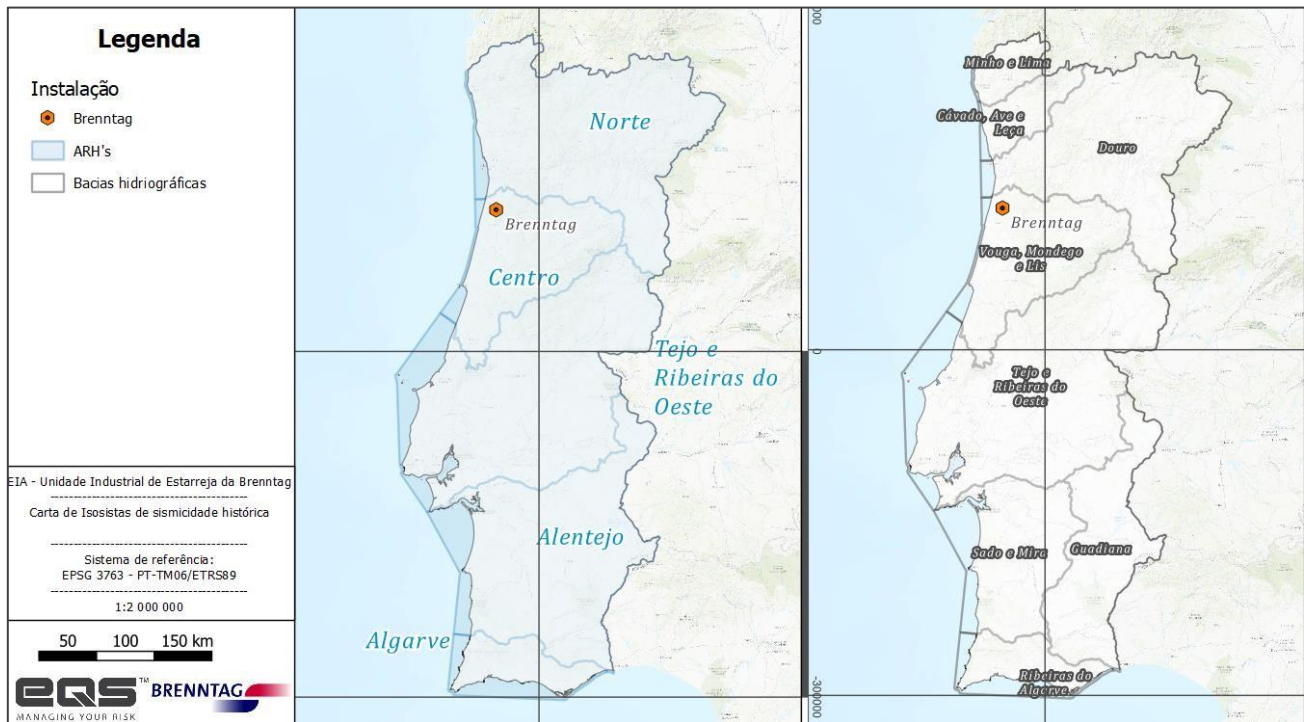 Legenda
Instalação
Brenntag
ARH's
Bacias hidriográficas
EIA - Unidade Industrial de Estarreja da Brenntag
Carta de Isosistas de sismicidade histórica
Sistema de referência:
EPSG 3763 - PT-TM06/ETRS89
1:2 000 000
50 100 150 km
eQS™
MANAGING YOUR RISK
BRENNTAG
Norte
Brenntag
Centro
Tejo e
Ribeiras do
Oeste
Alentejo
Algarve
0
-300000
Minho e Lima
Cávado, Ave e
Leça
Douro
Brenntag
Vouga, Mondego
e Lis
Tejo e
Ribeiras do
Oeste
Sado e Mira
Guadiana
Ribeiras do
Algarve